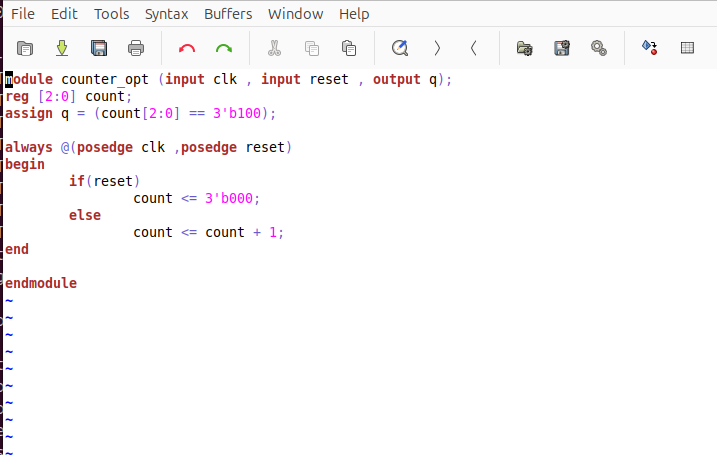 File Edit Tools Syntax Buffers Window Help
module counter_opt (input clk , input reset , output q);
reg [2:0] count;
assign q = (count[2:0] == 3'b100);
always @(posedge clk ,posedge reset)
begin
        if(reset)
                count <= 3'b000;
        else
                count <= count + 1;
end
endmodule
~
~
~
~
~
~
~
~
~
~